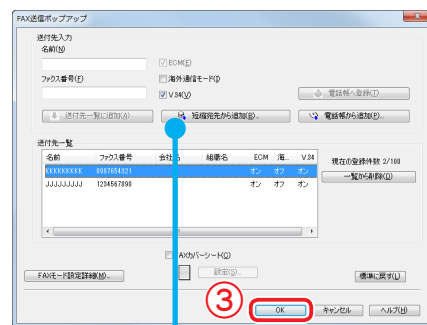 FAX送信ポップアップ
送付先入力
名前(N)
ECM(E)
ファクス番号(F)
海外通信モード(I)
V.34(V)
電話帳へ登録(T)
送付先一覧に追加(A)
短縮宛先から追加(B)...
電話帳から追加(P)...
送付先一覧
名前 ファクス番号 会社名 組織名 ECM 海... V.34
現在の登録件数 2/100
KKKKKKKKK 0987654321 オン オフ オン
一覧から削除(D)
JJJJJJJJJ 1234567890 オン オフ オン
FAXカバーシート(O)
FAXモード設定詳細(M)...
設定(S)...
標準に戻す(L)
③
OK
キャンセル
ヘルプ(H)